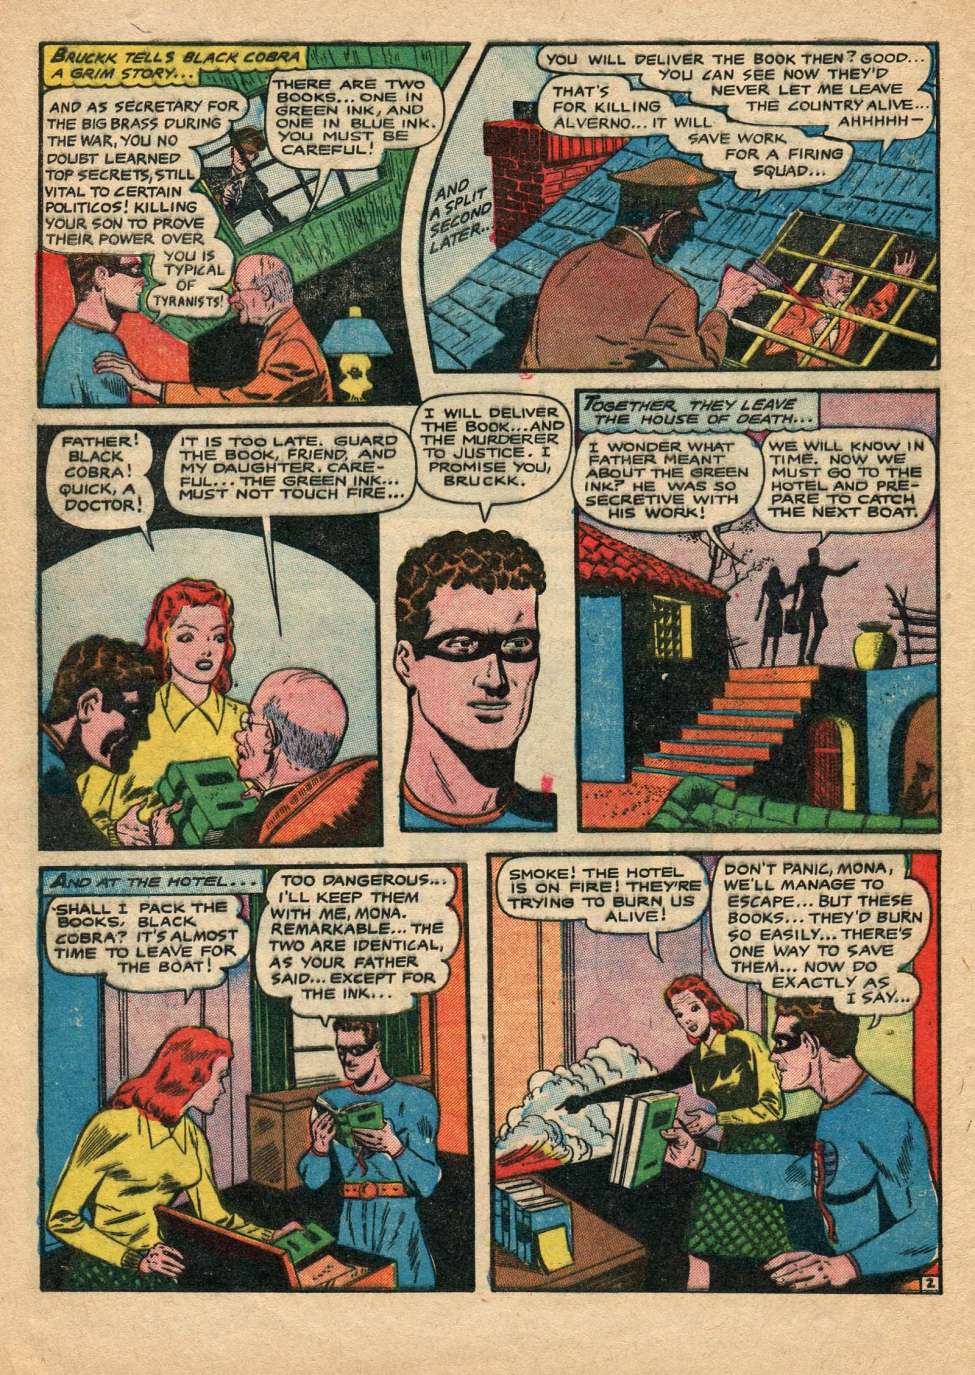 BRUCKK TELLS BLACK COBRA
A GRIM STORY...
AND AS SECRETARY FOR
THE BIG BRASS DURING
THE WAR, YOU NO
DOUBT LEARNED
TOP SECRETS, STILL
VITAL TO CERTAIN
POLITICOS! KILLING
YOUR SON TO PROVE
THEIR POWER OVER
YOU IS
TYPICAL
OF
TYRANISTS!
THERE ARE TWO
BOOKS... ONE IN
GREEN INK, AND
ONE IN BLUE INK.
YOU MUST BE
CAREFUL!
AND
A SPLIT
SECOND
LATER...
YOU WILL DELIVER THE BOOK THEN? GOOD...
YOU CAN SEE NOW THEY'D
NEVER LET ME LEAVE
THE COUNTRY ALIVE...
AHHHHH-
THAT'S
FOR KILLING
ALVERNO... IT WILL
SAVE WORK
FOR A FIRING
SQUAD...
FATHER!
BLACK
COBRA!
QUICK, A
DOCTOR!
IT IS TOO LATE. GUARD
THE BOOK, FRIEND, AND
MY DAUGHTER. CARE-
FUL... THE GREEN INK...
MUST NOT TOUCH FIRE...
I WILL DELIVER
THE BOOK...AND
THE MURDERER
TO JUSTICE. I
PROMISE YOU,
BRUCKK.
TOGETHER THEY LEAVE
THE HOUSE OF DEATH...
I WONDER WHAT
FATHER MEANT
ABOUT THE GREEN
INK? HE WAS SO
SECRETIVE WITH
HIS WORK!
WE WILL KNOW IN
TIME. NOW WE
MUST GO TO THE
HOTEL AND PRE-
PARE TO CATCH
THE NEXT BOAT.
AND AT THE HOTEL...
SHALL I PACK THE
BOOKS, BLACK
COBRA? IT'S ALMOST
TIME TO LEAVE FOR
THE BOAT!
TOO DANGEROUS...
I'LL KEEP THEM
WITH ME, MONA.
REMARKABLE... THE
TWO ARE IDENTICAL,
AS YOUR FATHER
SAID... EXCEPT FOR
THE INK...
SMOKE! THE HOTEL
IS ON FIRE! THEY'RE
TRYING TO BURN US
ALIVE!
DON'T PANIC, MONA,
WE'LL MANAGE TO
ESCAPE... BUT THESE
BOOKS... THEY'D BURN
SO EASILY... THERE'S
ONE WAY TO SAVE
THEM... NOW DO
EXACTLY AS
I SAY...
2